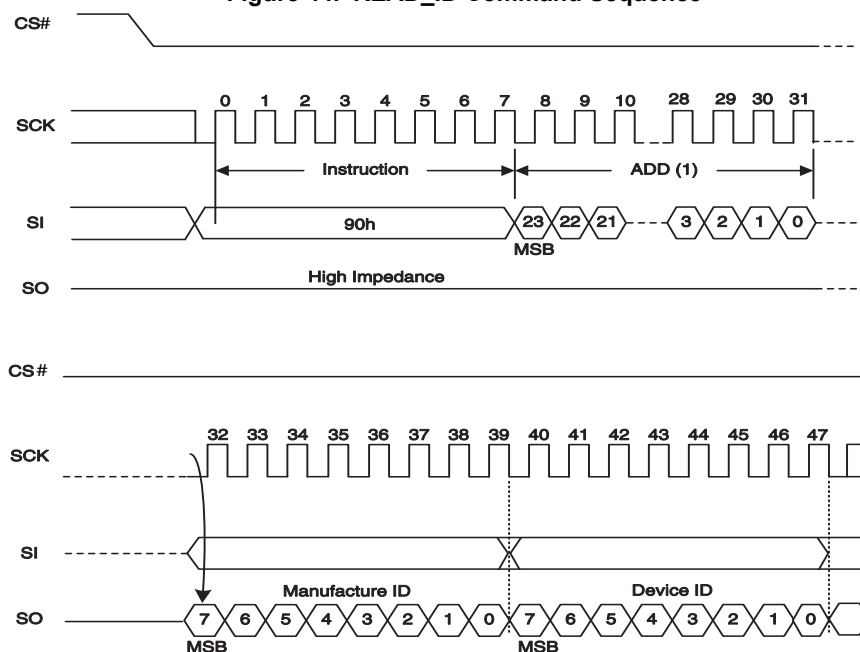 CS#
0 1 2 3 4 5 6 7 8 9 10 28 29 30 31
SCK
Instruction ADD (1)
SI 90h 23 22 21 3 2 1 0
MSB
High Impedance
SO
CS#
32 33 34 35 36 37 38 39 40 41 42 43 44 45 46 47
SCK
SI
Manufacture ID Device ID
SO 7 6 5 4 3 2 1 0 7 6 5 4 3 2 1 0
MSB MSB